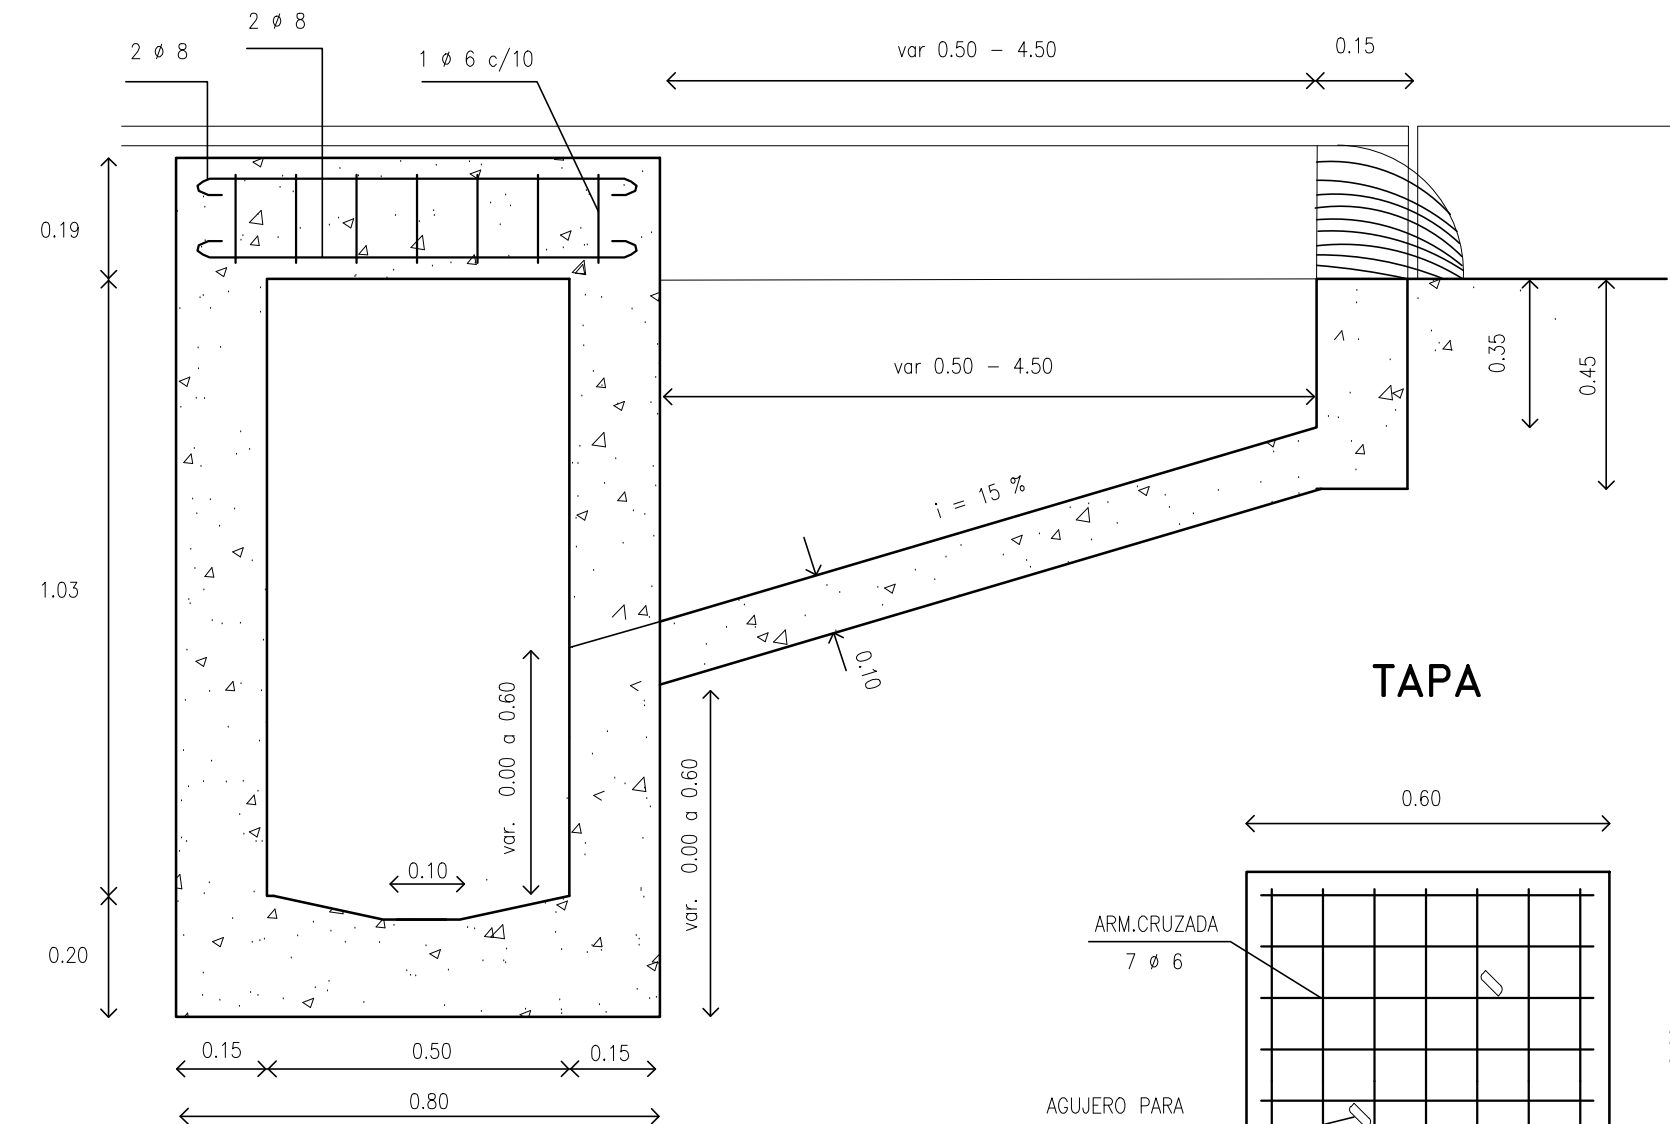 2 ø 8
2 ø 8
1 ø 6 c/10
var 0.50 - 4.50
0.15
0.19
var 0.50 - 4.50
0.35
0.45
i = 15 %
1.03
0.10
var. 0.00 a 0.60
var. 0.00 a 0.60
0.10
TAPA
0.60
ARM.CRUZADA
7 ø 6
0.20
0.15
0.50
0.15
0.80
AGUJERO PARA